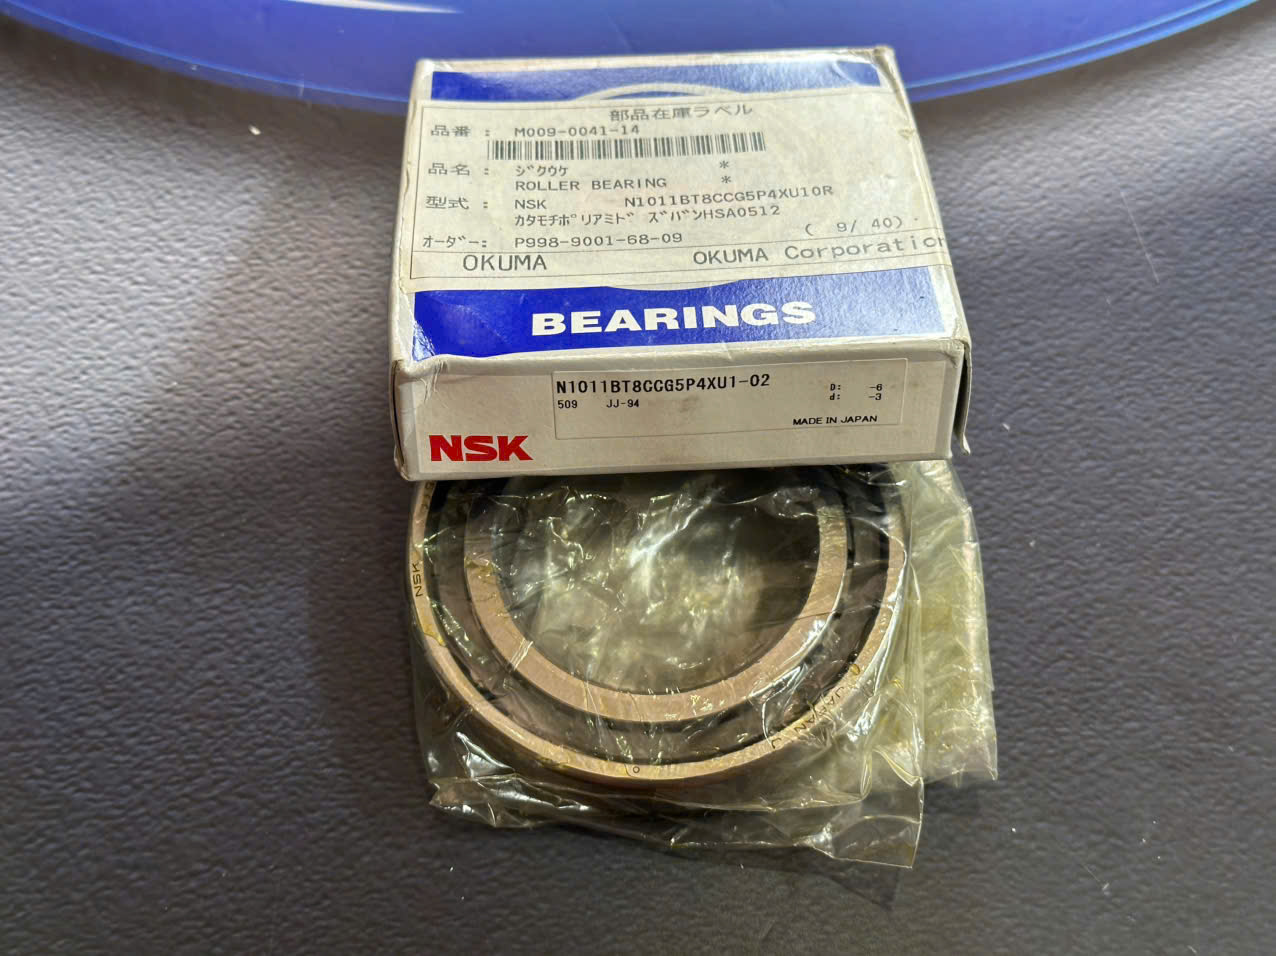 部品在庫ラベル
品番 : M009-0041-14
品名 : ジクウケ *
ROLLER BEARING *
型式 : NSK N1011BT8CCG5P4XU10R
カタモチポリアミド ズバンHSA0512
オーダー: P998-9001-68-09 ( 9/ 40)
OKUMA OKUMA Corporation
BEARINGS
N1011BT8CCG5P4XU1-02
509 JJ-94
D: -6
d: -3
MADE IN JAPAN
NSK
NSK
JAPAN